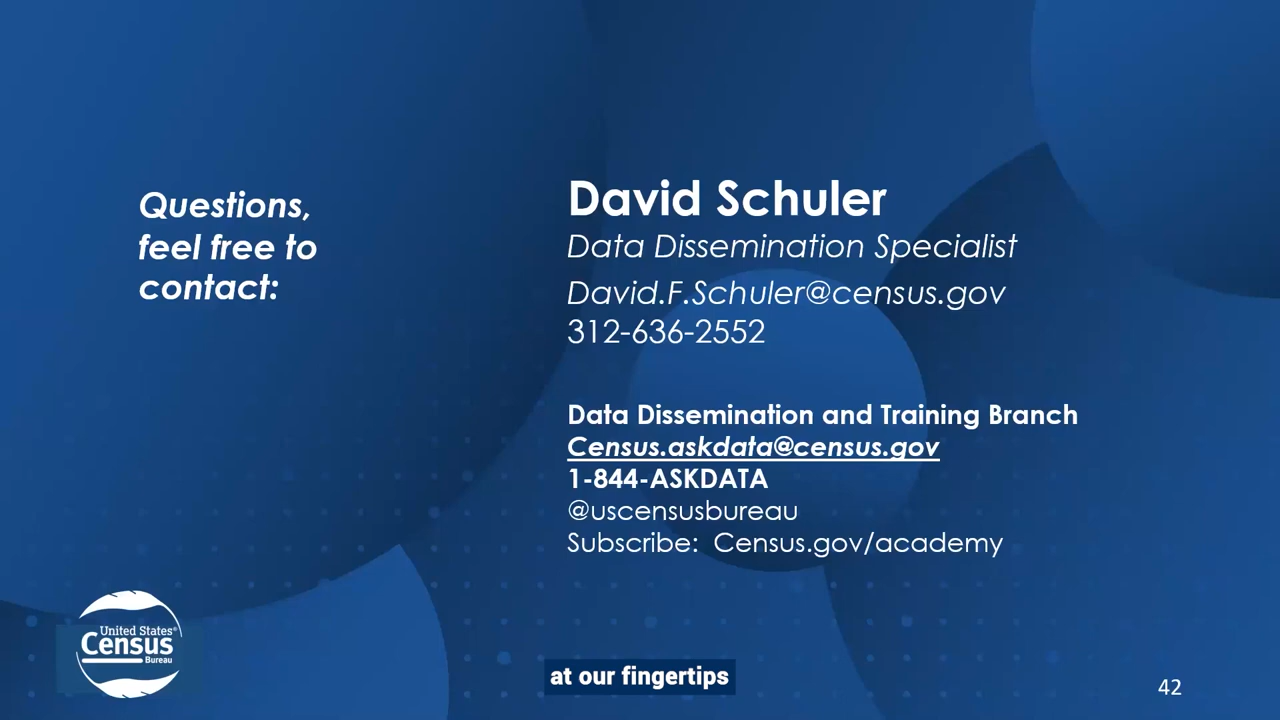 Questions,
feel free to
contact:
David Schuler
Data Dissemination Specialist
David.F.Schuler@census.gov
312-636-2552
Data Dissemination and Training Branch
Census.askdata@census.gov
1-844-ASKDATA
@uscensusbureau
Subscribe: Census.gov/academy
United States®
Census
Bureau
at our fingertips
42